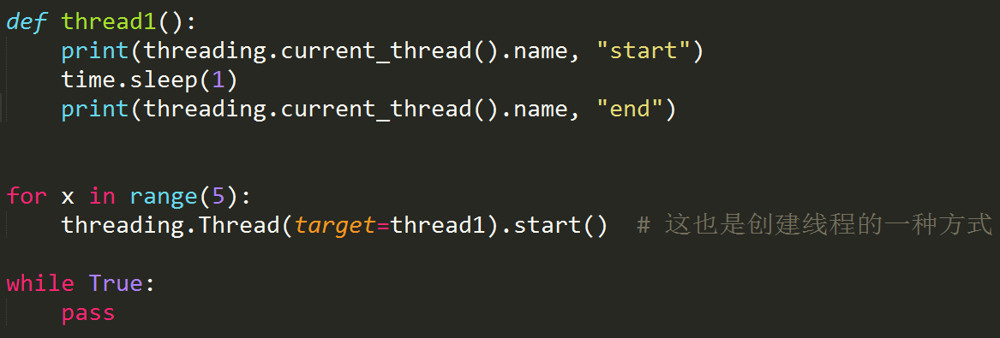 def thread1():
    print(threading.current_thread().name, "start")
    time.sleep(1)
    print(threading.current_thread().name, "end")
for x in range(5):
    threading.Thread(target=thread1).start()  # 这也是创建线程的一种方式
while True:
    pass